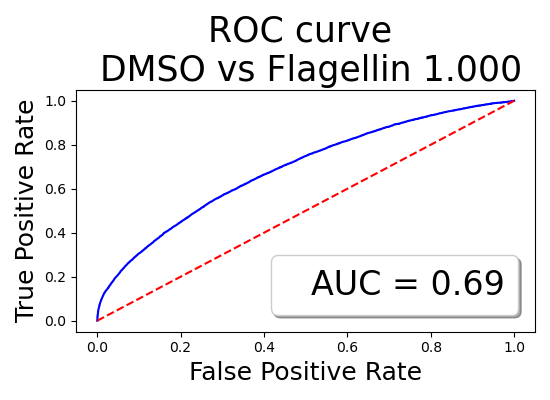 ROC curve
DMSO vs Flagellin 1.000
True Positive Rate
1.0
0.8
0.6
0.4
0.2
0.0
AUC = 0.69
0.0 0.2 0.4 0.6 0.8 1.0
False Positive Rate